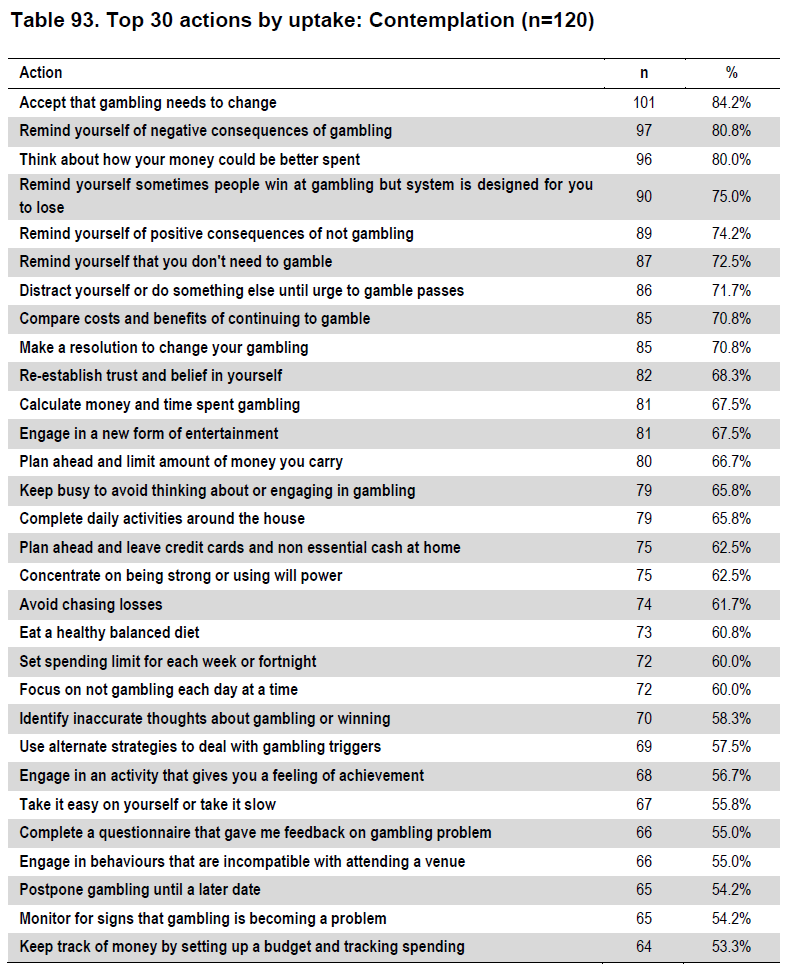 Table 93. Top 30 actions by uptake: Contemplation (n=120)
Action n %
Accept that gambling needs to change 101 84.2%
Remind yourself of negative consequences of gambling 97 80.8%
Think about how your money could be better spent 96 80.0%
Remind yourself sometimes people win at gambling but system is designed for you
to lose 90 75.0%
Remind yourself of positive consequences of not gambling 89 74.2%
Remind yourself that you don't need to gamble 87 72.5%
Distract yourself or do something else until urge to gamble passes 86 71.7%
Compare costs and benefits of continuing to gamble 85 70.8%
Make a resolution to change your gambling 85 70.8%
Re-establish trust and belief in yourself 82 68.3%
Calculate money and time spent gambling 81 67.5%
Engage in a new form of entertainment 81 67.5%
Plan ahead and limit amount of money you carry 80 66.7%
Keep busy to avoid thinking about or engaging in gambling 79 65.8%
Complete daily activities around the house 79 65.8%
Plan ahead and leave credit cards and non essential cash at home 75 62.5%
Concentrate on being strong or using will power 75 62.5%
Avoid chasing losses 74 61.7%
Eat a healthy balanced diet 73 60.8%
Set spending limit for each week or fortnight 72 60.0%
Focus on not gambling each day at a time 72 60.0%
Identify inaccurate thoughts about gambling or winning 70 58.3%
Use alternate strategies to deal with gambling triggers 69 57.5%
Engage in an activity that gives you a feeling of achievement 68 56.7%
Take it easy on yourself or take it slow 67 55.8%
Complete a questionnaire that gave me feedback on gambling problem 66 55.0%
Engage in behaviours that are incompatible with attending a venue 66 55.0%
Postpone gambling until a later date 65 54.2%
Monitor for signs that gambling is becoming a problem 65 54.2%
Keep track of money by setting up a budget and tracking spending 64 53.3%